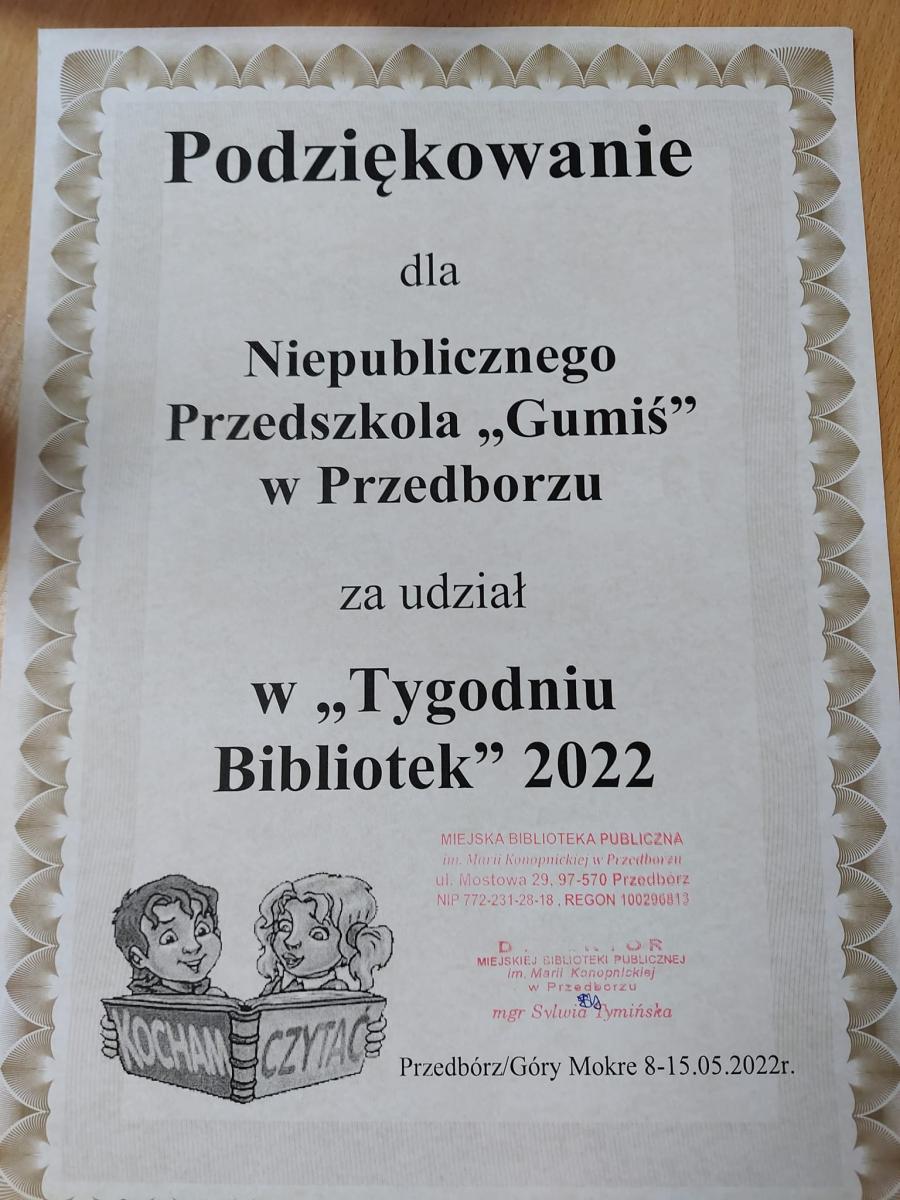 Podziękowanie
dla
Niepublicznego
Przedszkola „Gumiś”
w Przedborzu
za udział
w „Tygodniu
Bibliotek” 2022
MIEJSKA BIBLIOTEKA PUBLICZNA
im. Marii Konopnickiej w Przedborzu
ul. Mostowa 29, 97-570 Przedbórz
NIP 772-231-28-18 , REGON 100296813
MIEJSKIEJ BIBLIOTEKI PUBLICZNEJ
im. Marii Konopnickiej
w Przedborzu
mgr Sylwia Tymińska
KOCHAM CZYTAĆ
Przedbórz/Góry Mokre 8-15.05.2022r.